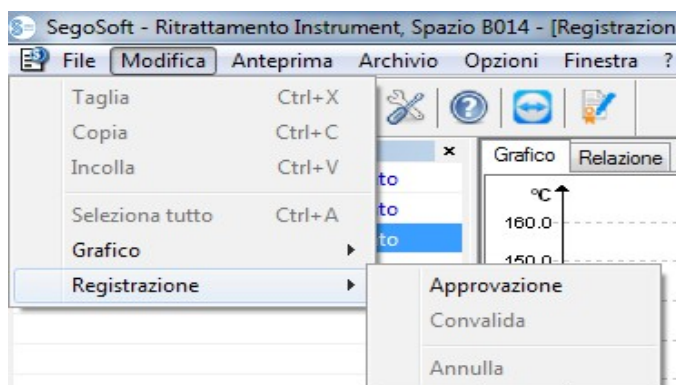 SegoSoft - Ritrattamento Instrument, Spazio B014 - [Registrazion
File Modifica Anteprima Archivio Opzioni Finestra ?
Taglia Ctrl+X
Copia Ctrl+C
Incolla Ctrl+V
Seleziona tutto Ctrl+A
Grafico
Registrazione
Approvazione
Convalida
Annulla
to
to
to
Grafico Relazione
°C
160.0
150.0